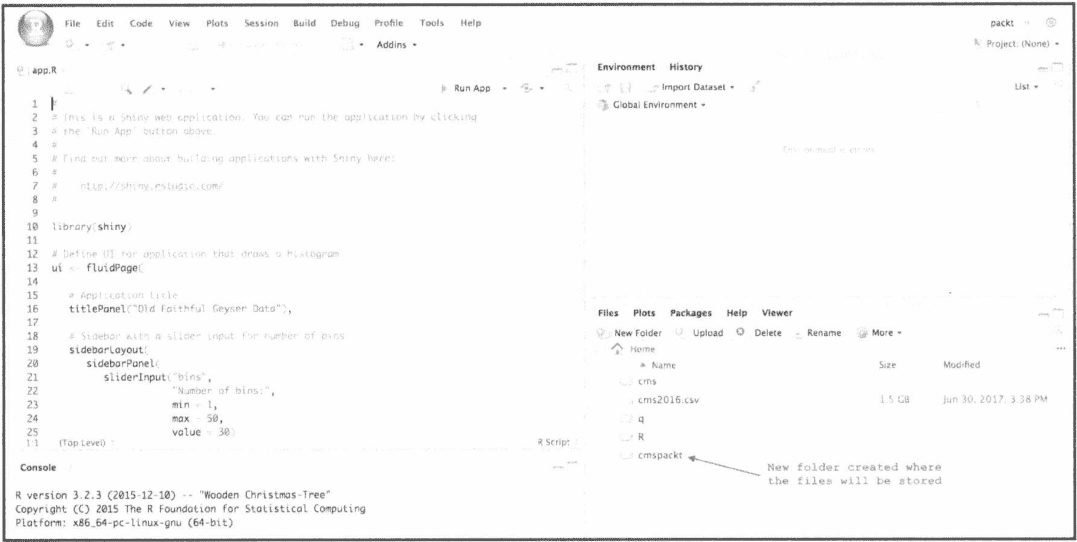 File Edit Code View Plots Session Build Debug Profile Tools Help
packt
Addins
Project: (None)
app.R
Run App
1 #
2 # This is a Shiny web application. You can run the application by clicking
3 # the 'Run App' button above.
4 #
5 # Find out more about building applications with Shiny here:
6 #
7 # http://shiny.rstudio.com/
8 #
9
10 library(shiny)
11
12 # Define UI for application that draws a histogram
13 ui <- fluidPage(
14
15 # Application title
16 titlePanel("Old Faithful Geyser Data"),
17
18 # Sidebar with a slider input for number of bins
19 sidebarLayout(
20 sidebarPanel(
21 sliderInput("bins",
22 "Number of bins:",
23 min = 1,
24 max = 50,
25 value = 30)
1:1 (Top Level) R Script
Console
R version 3.2.3 (2015-12-10) -- "Wooden Christmas-Tree"
Copyright (C) 2015 The R Foundation for Statistical Computing
Platform: x86_64-pc-linux-gnu (64-bit)
Environment History
Import Dataset List
Global Environment
Environment is empty
Files Plots Packages Help Viewer
New Folder Upload Delete Rename More
Home
Name Size Modified
cms
cms2016.csv 1.5 GB Jun 30, 2017, 3:38 PM
q
R
cmspackt
New folder created where
the files will be stored